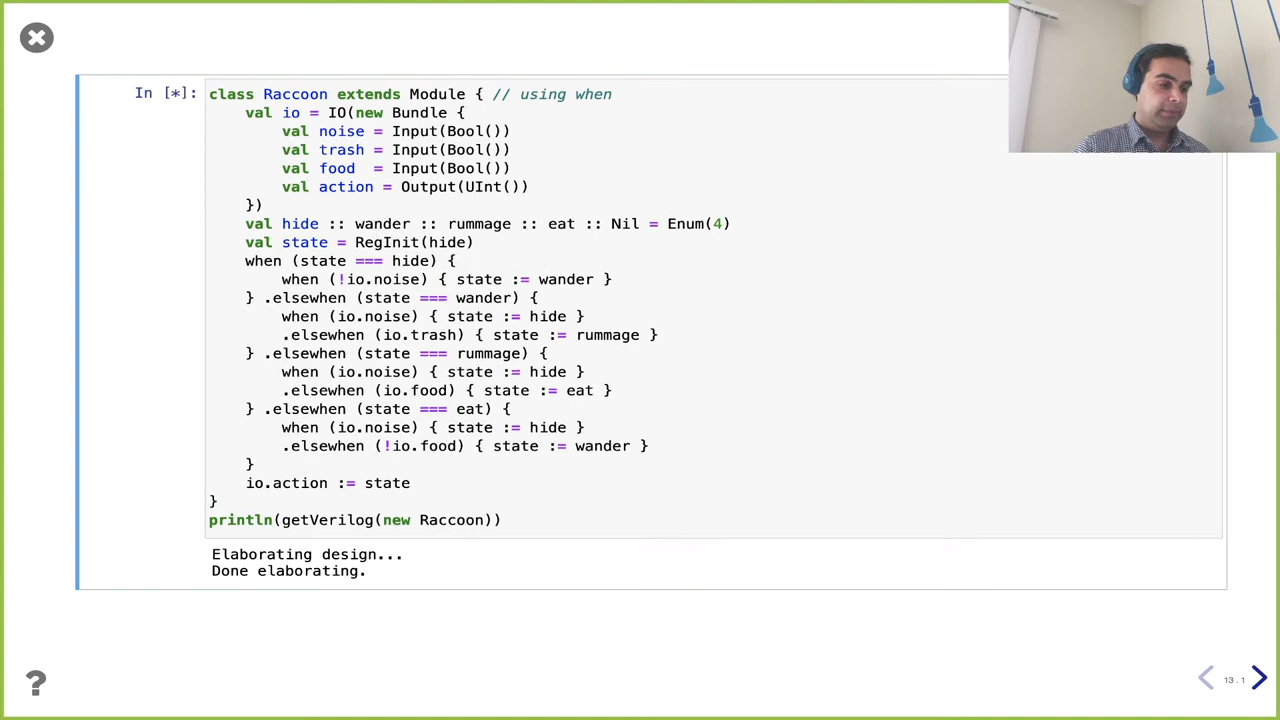 In [*]:
class Raccoon extends Module { // using when
    val io = IO(new Bundle {
        val noise = Input(Bool())
        val trash = Input(Bool())
        val food  = Input(Bool())
        val action = Output(UInt())
    })
    val hide :: wander :: rummage :: eat :: Nil = Enum(4)
    val state = RegInit(hide)
    when (state === hide) {
        when (!io.noise) { state := wander }
    } .elsewhen (state === wander) {
        when (io.noise) { state := hide }
        .elsewhen (io.trash) { state := rummage }
    } .elsewhen (state === rummage) {
        when (io.noise) { state := hide }
        .elsewhen (io.food) { state := eat }
    } .elsewhen (state === eat) {
        when (io.noise) { state := hide }
        .elsewhen (!io.food) { state := wander }
    }
    io.action := state
}
println(getVerilog(new Raccoon))
Elaborating design...
Done elaborating.
?
13.1